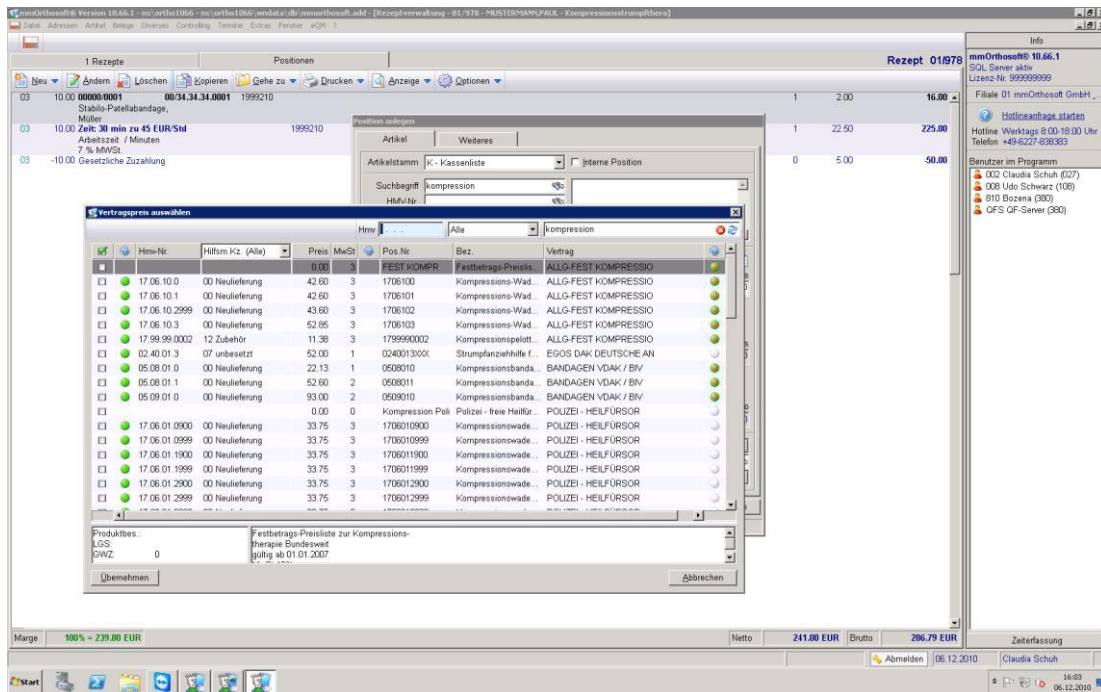 mmOrthosoft® Version 10.66.1 - mc\ortho1066 - mc\ortho1066\wndata\db\mmorthosoft.add - [Rezeptverwaltung - 01/978 - MUSTERMANN,PAUL - Kompressionsstrumpfthera]
Datei Adressen Artikel Belege Diverses Controlling Termine Extras Fenster eQM ?
1 Rezepte Positionen Rezept 01/978
Neu Ändern Löschen Kopieren Gehe zu Drucken Anzeige Optionen
03 10.00 00000/0001 00/34.34.34.0001 1999210 1 2.00 16.00
Stabilo-Patellabandage,
Müller
03 10.00 Zeit: 30 min zu 45 EUR/Std 1999210 1 22.50 225.00
Arbeitszeit / Minuten
7 % MWSt.
03 -10.00 Gesetzliche Zuzahlung 0 5.00 -50.00
Position anlegen
Artikel Weiteres
Artikelstamm K - Kassenliste Interne Position
Suchbegriff kompression
HMV-Nr.
Vertragspreis auswählen
Hmv . . . Alle kompression
Hmv-Nr. Hilfsm.Kz. (Alle) Preis MwSt Pos.Nr. Bez. Vertrag
0.00 3 FEST KOMPR Festbetrags-Preislis... ALLG-FEST KOMPRESSIO
17.06.10.0 00 Neulieferung 42.60 3 1706100 Kompressions-Wad... ALLG-FEST KOMPRESSIO
17.06.10.1 00 Neulieferung 42.60 3 1706101 Kompressions-Wad... ALLG-FEST KOMPRESSIO
17.06.10.2999 00 Neulieferung 43.60 3 1706102 Kompressions-Wad... ALLG-FEST KOMPRESSIO
17.06.10.3 00 Neulieferung 52.85 3 1706103 Kompressions-Wad... ALLG-FEST KOMPRESSIO
17.99.99.0002 12 Zubehör 11.38 3 1799990002 Kompressionspelott... ALLG-FEST KOMPRESSIO
02.40.01.3 07 unbesetzt 52.00 1 0240013XXX Strumpfanziehhilfe f... EGOS DAK DEUTSCHE AN
05.08.01.0 00 Neulieferung 22.13 1 0508010 Kompressionsbanda... BANDAGEN VDAK / BIV
05.08.01.1 00 Neulieferung 52.60 2 0508011 Kompressionsbanda... BANDAGEN VDAK / BIV
05.09.01.0 00 Neulieferung 93.00 2 0509010 Kompressionsbanda... BANDAGEN VDAK / BIV
0.00 0 Kompression Poli Polizei - freie Heilfür... POLIZEI - HEILFÜRSOR
17.06.01.0900 00 Neulieferung 33.75 3 1706010900 Kompressionswade... POLIZEI - HEILFÜRSOR
17.06.01.0999 00 Neulieferung 33.75 3 1706010999 Kompressionswade... POLIZEI - HEILFÜRSOR
17.06.01.1900 00 Neulieferung 33.75 3 1706011900 Kompressionswade... POLIZEI - HEILFÜRSOR
17.06.01.1999 00 Neulieferung 33.75 3 1706011999 Kompressionswade... POLIZEI - HEILFÜRSOR
17.06.01.2900 00 Neulieferung 33.75 3 1706012900 Kompressionswade... POLIZEI - HEILFÜRSOR
17.06.01.2999 00 Neulieferung 33.75 3 1706012999 Kompressionswade... POLIZEI - HEILFÜRSOR
Produktbes.:
LGS:
GWZ: 0
Festbetrags-Preisliste zur Kompressions-
therapie Bundesweit
gültig ab 01.01.2007
Übernehmen Abbrechen
Info
mmOrthosoft® 10.66.1
SQL Server aktiv
Lizenz-Nr. 999999999
Filiale 01 mmOrthosoft GmbH
Hotlineanfrage starten
Hotline Werktags 8:00-18:00 Uhr
Telefon +49-6227-838383
Benutzer im Programm
002 Claudia Schuh (027)
008 Udo Schwarz (108)
810 Bozena (380)
QFS QF-Server (380)
Marge 100% = 239.80 EUR Netto 241.00 EUR Brutto 286.79 EUR Zeiterfassung
Abmelden 06.12.2010 Claudia Schuh
Start 16:03
06.12.2010